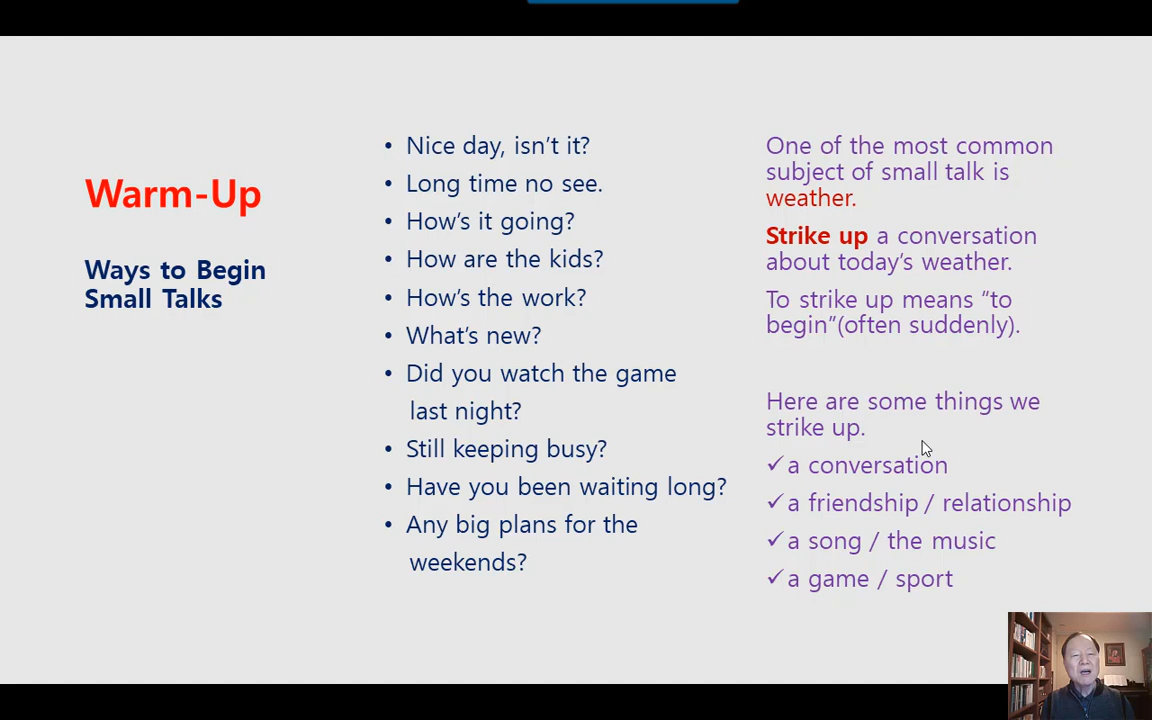 Warm-Up
Ways to Begin
Small Talks
• Nice day, isn't it?
• Long time no see.
• How's it going?
• How are the kids?
• How's the work?
• What's new?
• Did you watch the game
last night?
• Still keeping busy?
• Have you been waiting long?
• Any big plans for the
weekends?
One of the most common
subject of small talk is
weather.
Strike up a conversation
about today's weather.
To strike up means “to
begin”(often suddenly).
Here are some things we
strike up.
✓a conversation
✓a friendship / relationship
✓a song / the music
✓a game / sport